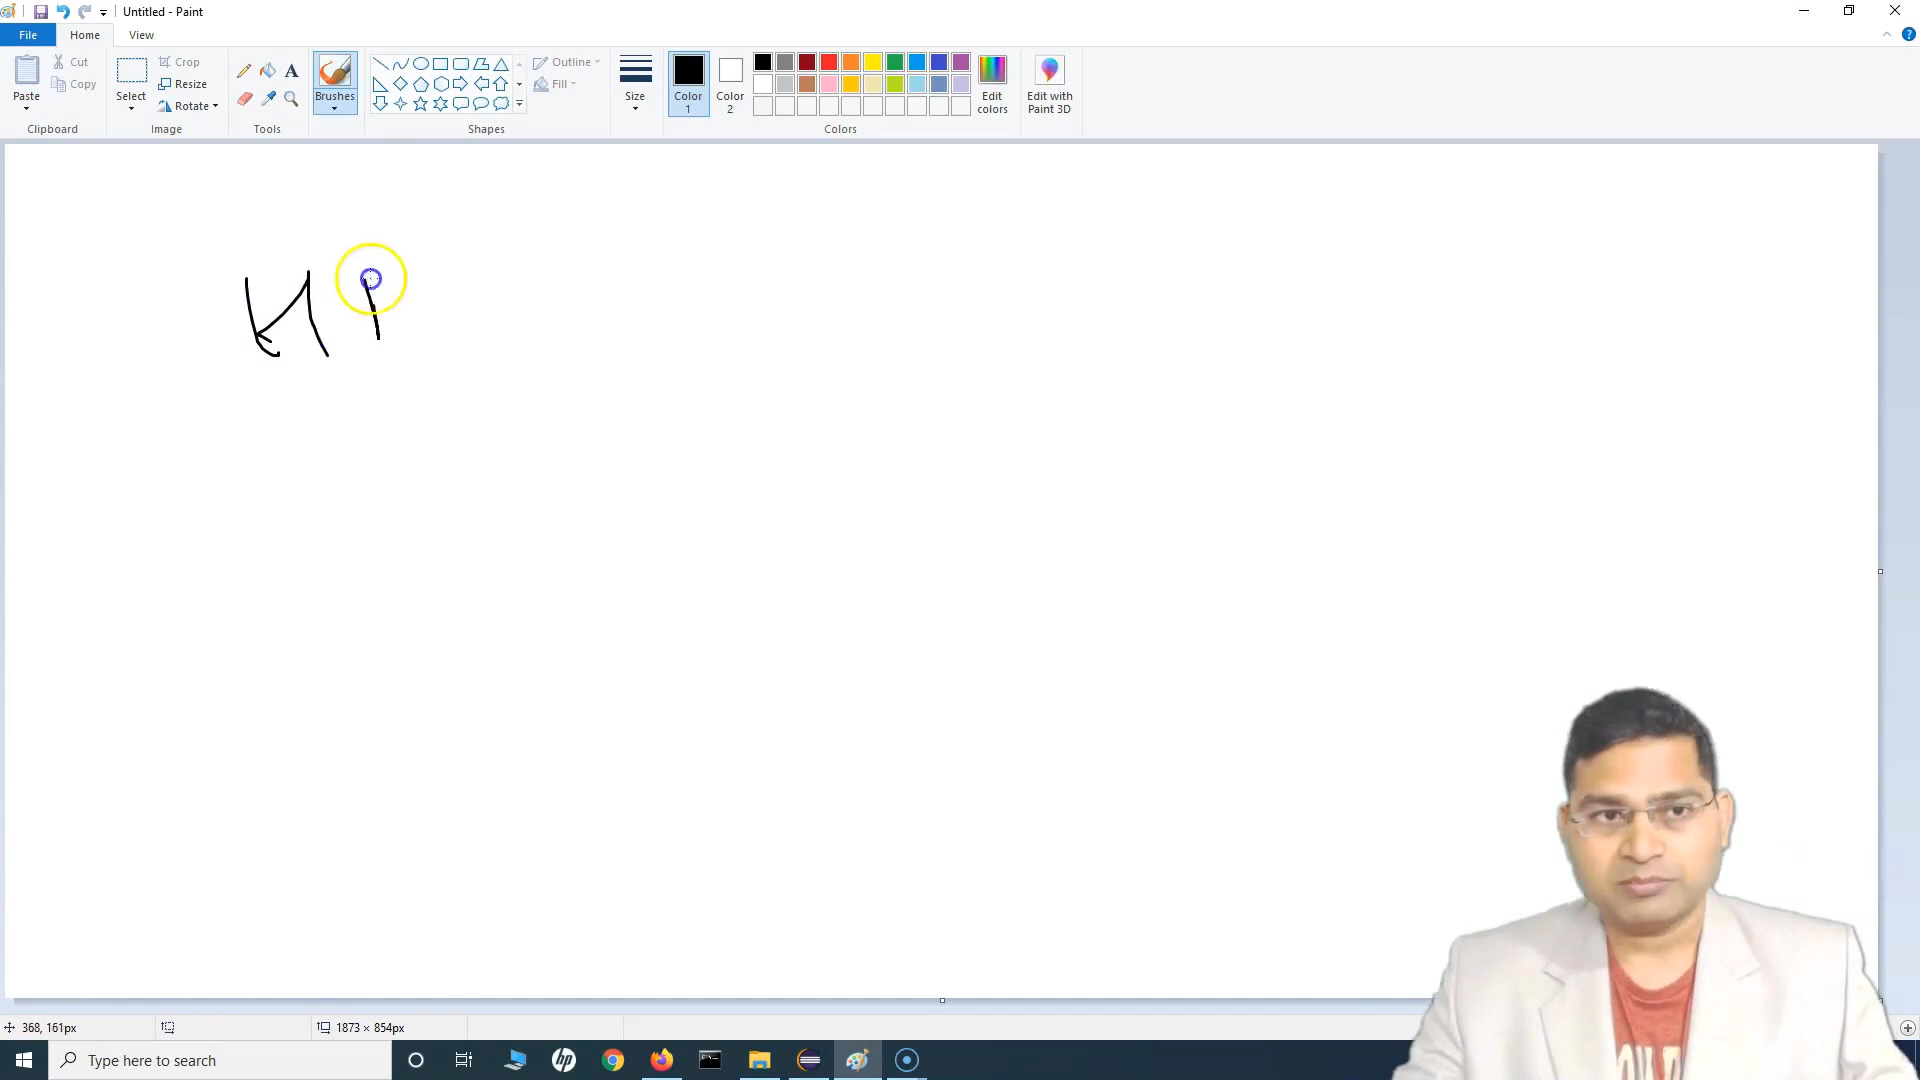 Untitled - Paint
File Home View
Paste
Cut
Copy
Clipboard
Select
Crop
Resize
Rotate
Image
A
Tools
Brushes
Shapes
Outline
Fill
Size
Color 1
Color 2
Colors
Edit colors
Edit with Paint 3D
368, 161px
1873 × 854px
Type here to search
hp